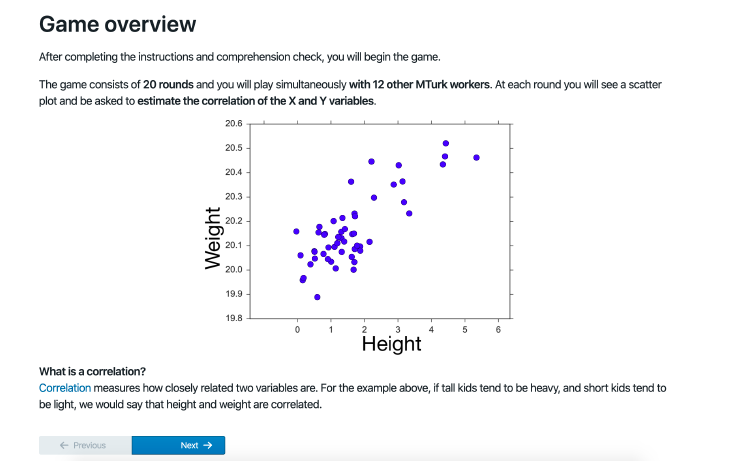 Game overview
After completing the instructions and comprehension check, you will begin the game.
The game consists of 20 rounds and you will play simultaneously with 12 other MTurk workers. At each round you will see a scatter
plot and be asked to estimate the correlation of the X and Y variables.
20.6
20.5
20.4
20.3
20.2
20.1
20.0
19.9
19.8
Weight
0 1 2 3 4 5 6
Height
What is a correlation?
Correlation measures how closely related two variables are. For the example above, if tall kids tend to be heavy, and short kids tend to
be light, we would say that height and weight are correlated.
← Previous Next →